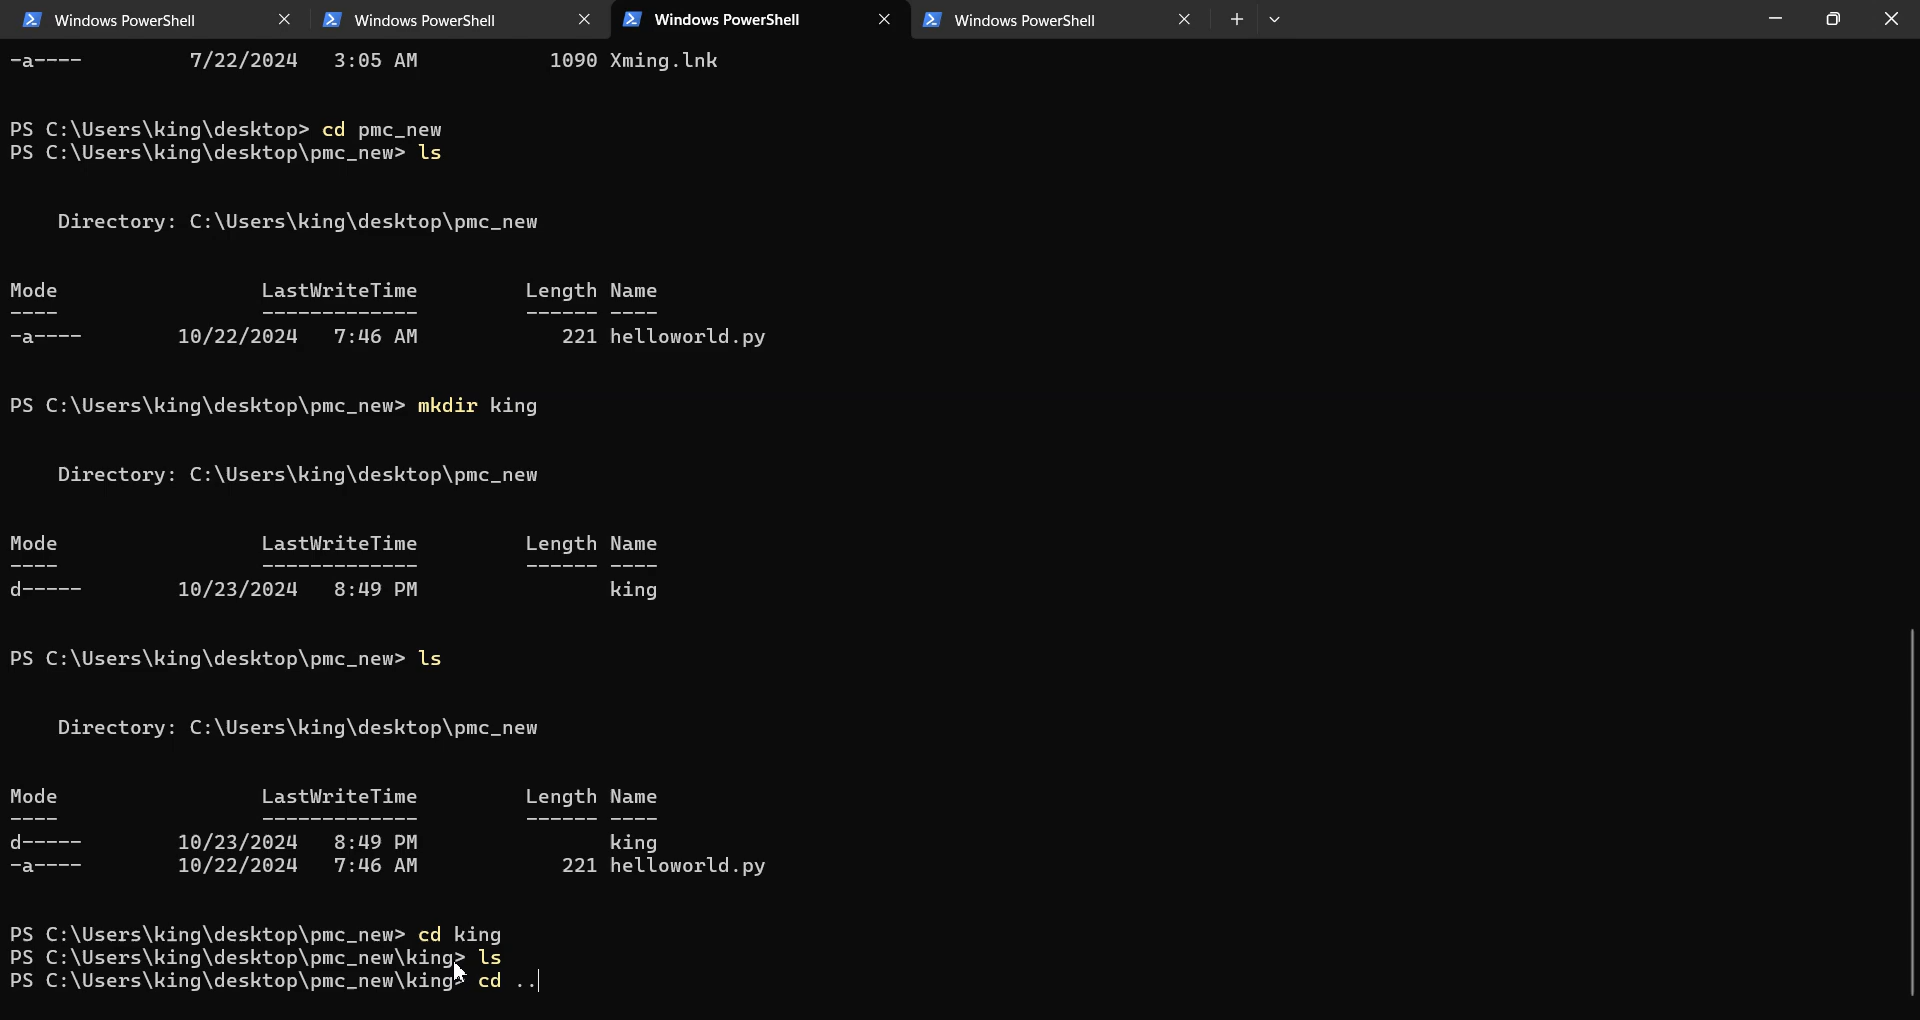 Windows PowerShell
Windows PowerShell
Windows PowerShell
Windows PowerShell
-a----         7/22/2024   3:05 AM           1090 Xming.lnk
PS C:\Users\king\desktop> cd pmc_new
PS C:\Users\king\desktop\pmc_new> ls
    Directory: C:\Users\king\desktop\pmc_new
Mode                 LastWriteTime         Length Name
----                 -------------         ------ ----
-a----        10/22/2024   7:46 AM            221 helloworld.py
PS C:\Users\king\desktop\pmc_new> mkdir king
    Directory: C:\Users\king\desktop\pmc_new
Mode                 LastWriteTime         Length Name
----                 -------------         ------ ----
d-----        10/23/2024   8:49 PM                king
PS C:\Users\king\desktop\pmc_new> ls
    Directory: C:\Users\king\desktop\pmc_new
Mode                 LastWriteTime         Length Name
----                 -------------         ------ ----
d-----        10/23/2024   8:49 PM                king
-a----        10/22/2024   7:46 AM            221 helloworld.py
PS C:\Users\king\desktop\pmc_new> cd king
PS C:\Users\king\desktop\pmc_new\king> ls
PS C:\Users\king\desktop\pmc_new\king> cd ..